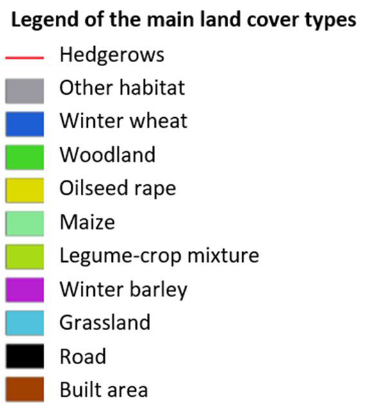 Legend of the main land cover types
Hedgerows
Other habitat
Winter wheat
Woodland
Oilseed rape
Maize
Legume-crop mixture
Winter barley
Grassland
Road
Built area